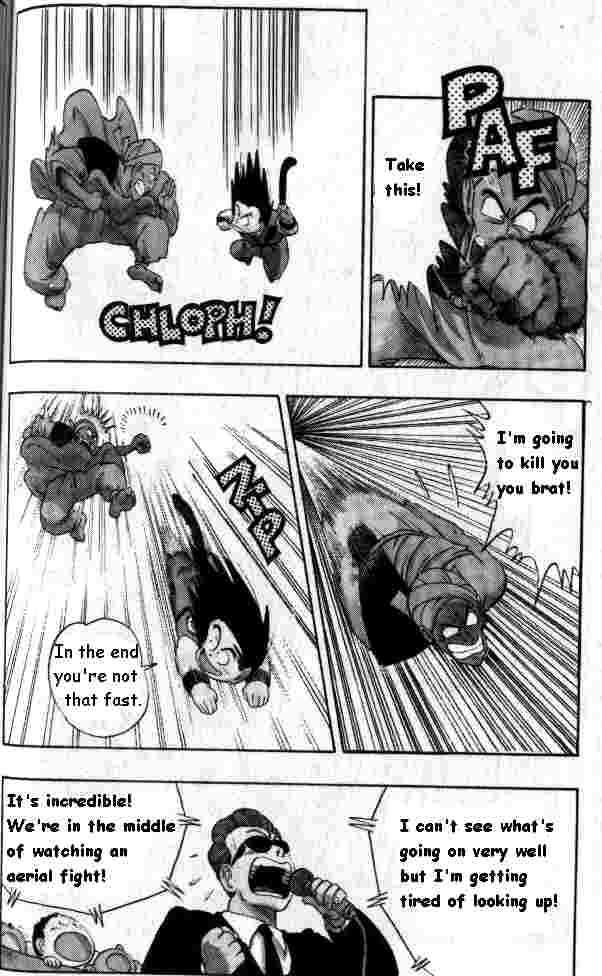 CHLOPH!
PAF
Take
this!
ZIP
In the end
you're not
that fast.
I'm going
to kill you
you brat!
It's incredible!
We're in the middle
of watching an
aerial fight!
I can't see what's
going on very well
but I'm getting
tired of looking up!